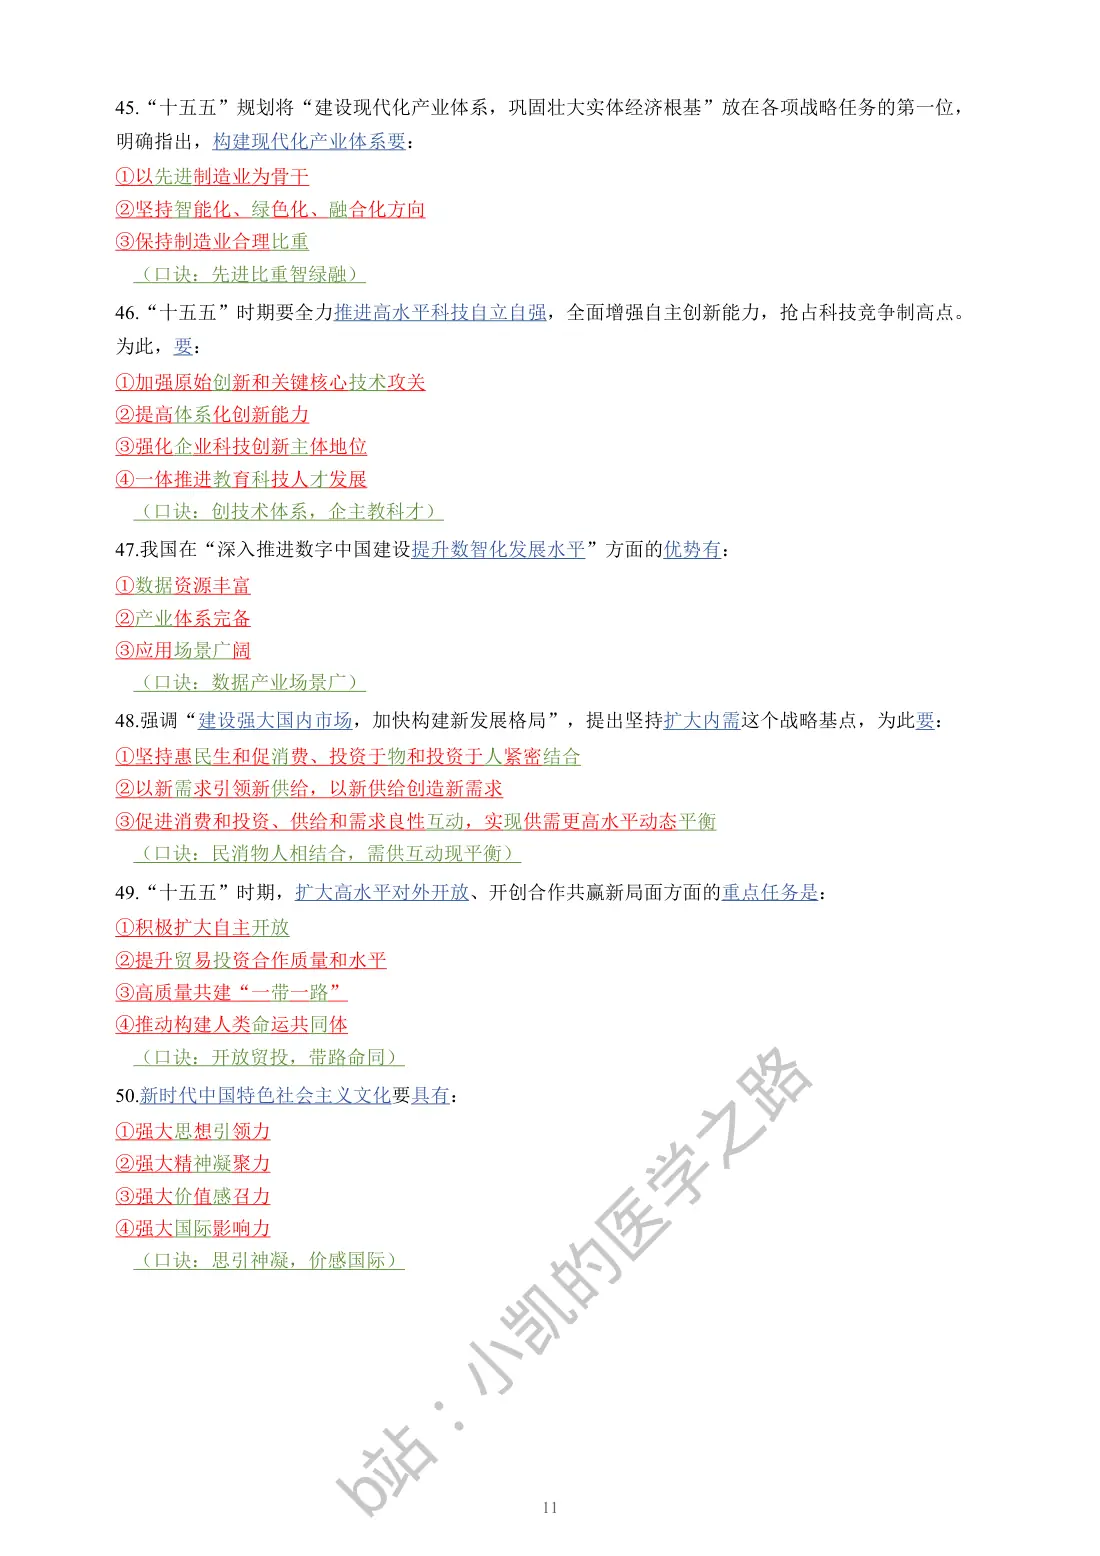 45.“十五五”规划将“建设现代化产业体系，巩固壮大实体经济根基”放在各项战略任务的第一位，
明确指出，构建现代化产业体系要：
①以先进制造业为骨干
②坚持智能化、绿色化、融合化方向
③保持制造业合理比重
（口诀：先进比重智绿融）
46.“十五五”时期要全力推进高水平科技自立自强，全面增强自主创新能力，抢占科技竞争制高点。
为此，要：
①加强原始创新和关键核心技术攻关
②提高体系化创新能力
③强化企业科技创新主体地位
④一体推进教育科技人才发展
（口诀：创技术体系，企主教科才）
47.我国在“深入推进数字中国建设提升数智化发展水平”方面的优势有：
①数据资源丰富
②产业体系完备
③应用场景广阔
（口诀：数据产业场景广）
48.强调“建设强大国内市场，加快构建新发展格局”，提出坚持扩大内需这个战略基点，为此要：
①坚持惠民生和促消费、投资于物和投资于人紧密结合
②以新需求引领新供给，以新供给创造新需求
③促进消费和投资、供给和需求良性互动，实现供需更高水平动态平衡
（口诀：民消物人相结合，需供互动现平衡）
49.“十五五”时期，扩大高水平对外开放、开创合作共赢新局面方面的重点任务是：
①积极扩大自主开放
②提升贸易投资合作质量和水平
③高质量共建“一带一路”
④推动构建人类命运共同体
（口诀：开放贸投，带路命同）
50.新时代中国特色社会主义文化要具有：
①强大思想引领力
②强大精神凝聚力
③强大价值感召力
④强大国际影响力
（口诀：思引神凝，价感国际）
b站：小凯的医学之路
11